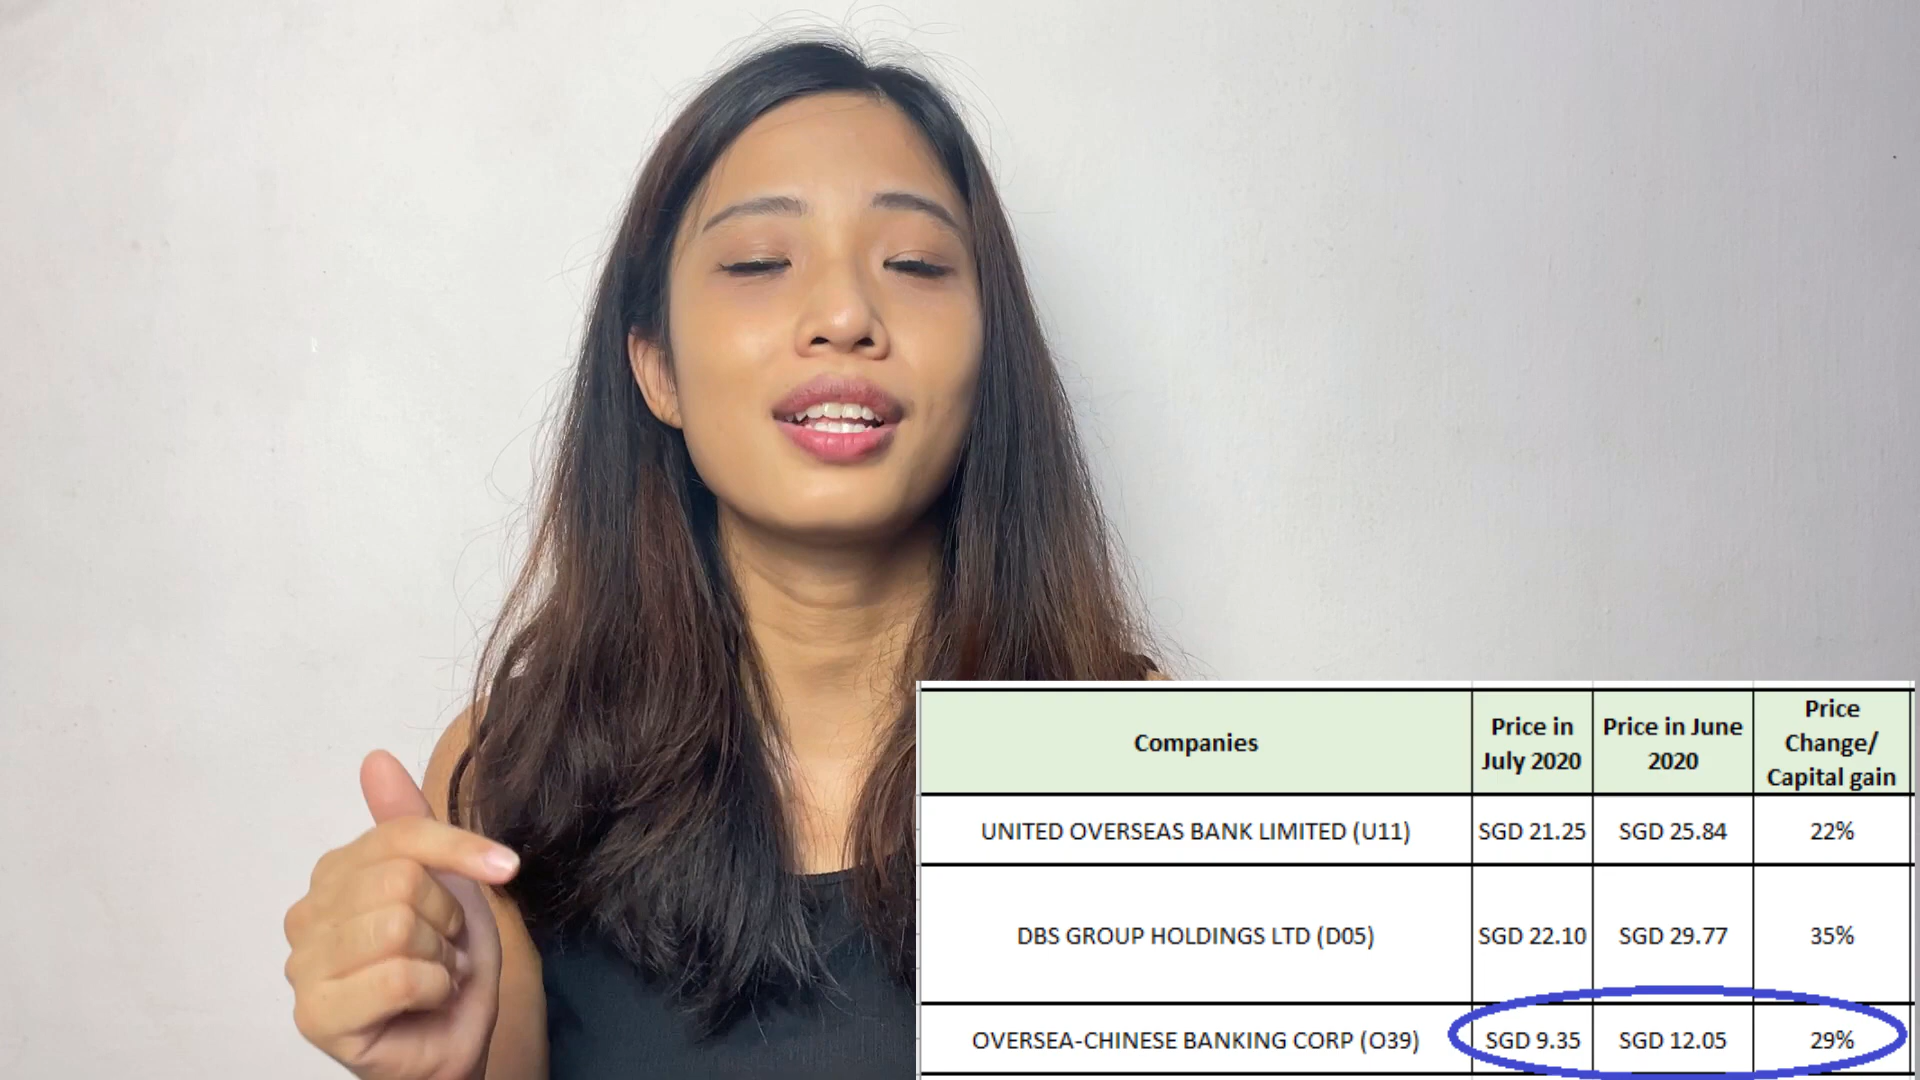 Companies
Price in
July 2020
Price in June
2020
Price
Change/
Capital gain
UNITED OVERSEAS BANK LIMITED (U11)
SGD 21.25
SGD 25.84
22%
DBS GROUP HOLDINGS LTD (D05)
SGD 22.10
SGD 29.77
35%
OVERSEA-CHINESE BANKING CORP (O39)
SGD 9.35
SGD 12.05
29%